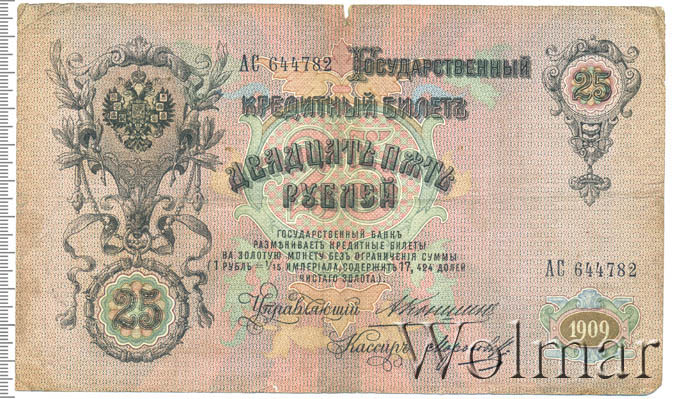 АС 644782 Государственный
25
Кредитный Билетъ
Двадцать пять
рублей
Государственный Банкъ
размѣниваетъ кредитные билеты
на золотую монету безъ ограниченія суммы
(1 рубль = 1/15 имперіала, содержитъ 17, 424 долей
чистаго золота).
АС 644782
25
Управляющій
1909
Кассиръ
Wolmar